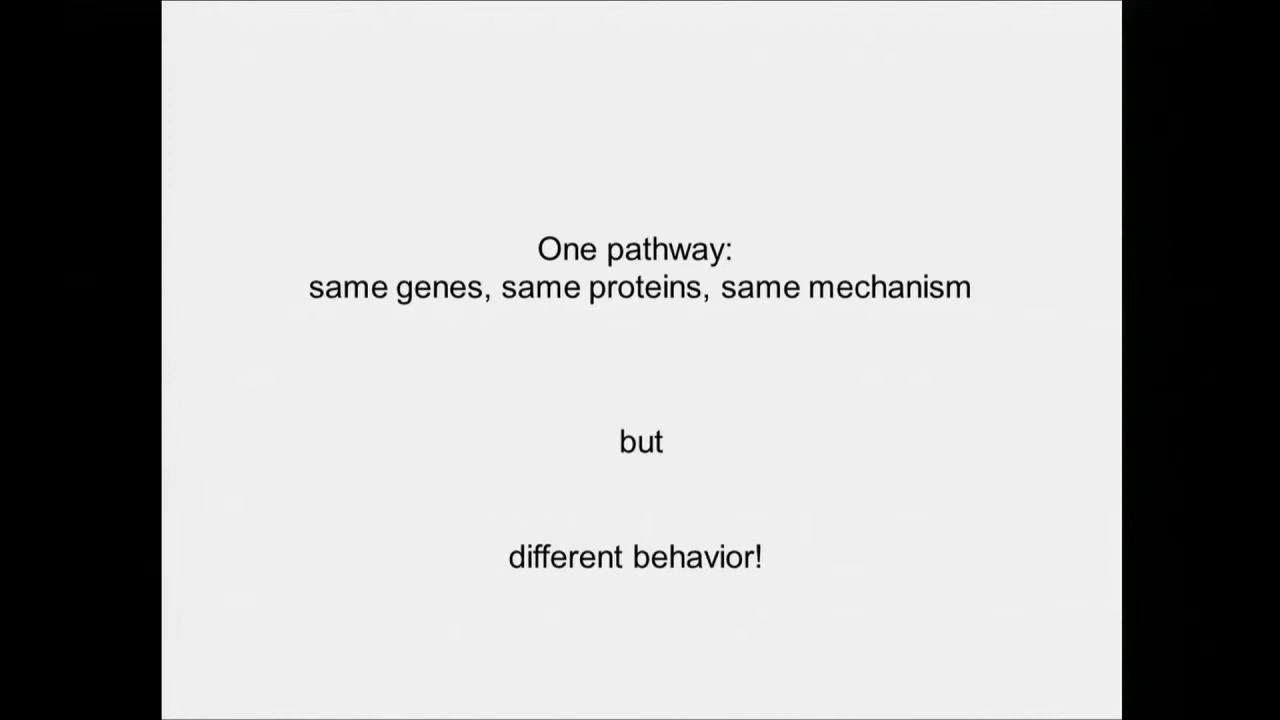 One pathway:
same genes, same proteins, same mechanism
but
different behavior!